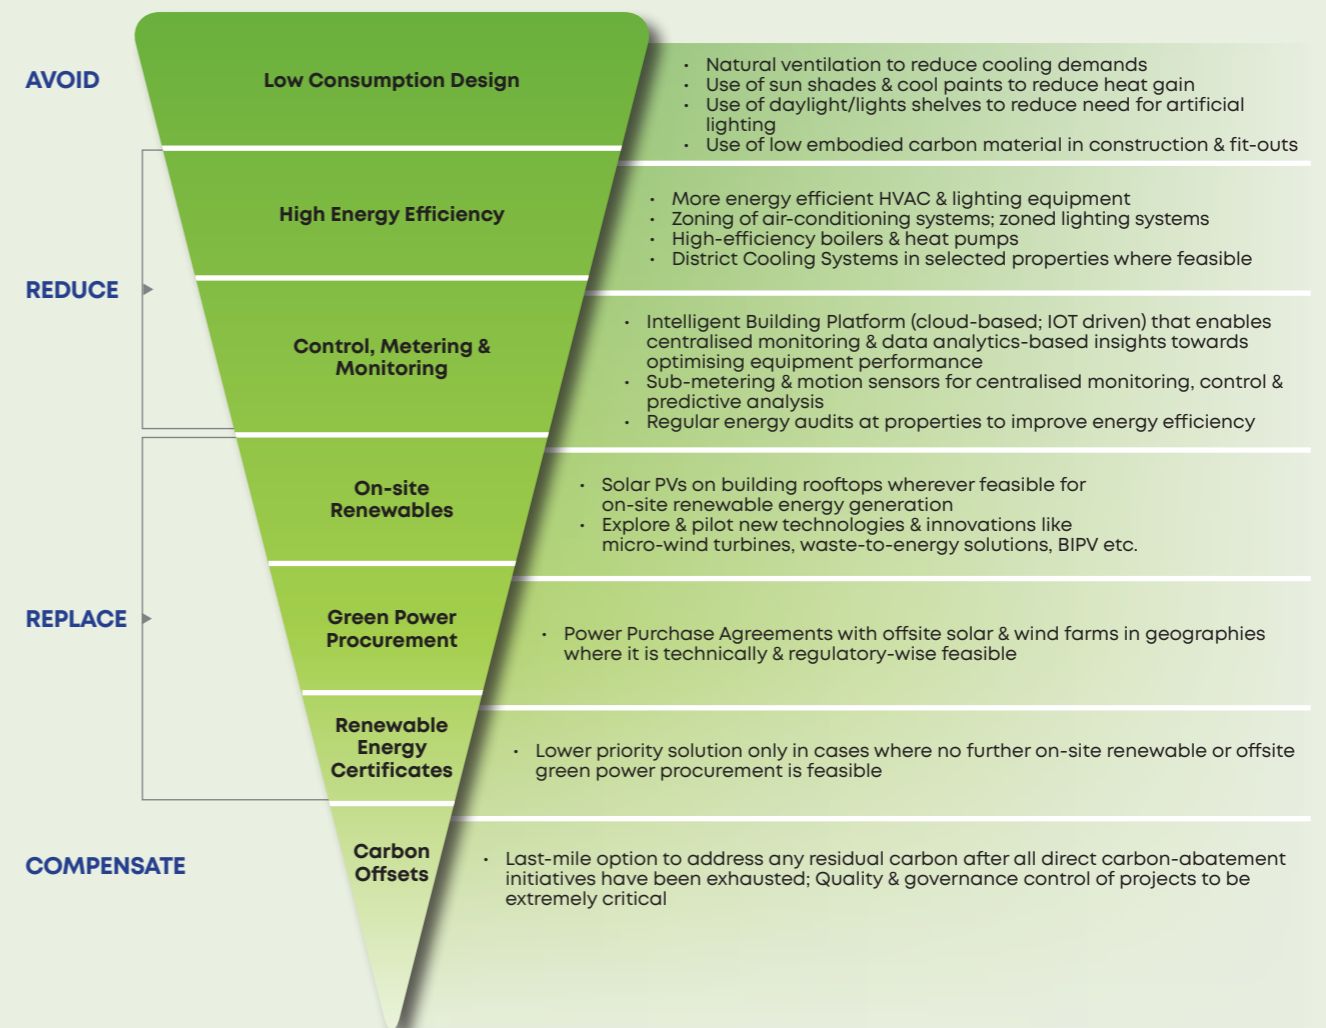 AVOID
Low Consumption Design
• Natural ventilation to reduce cooling demands
• Use of sun shades & cool paints to reduce heat gain
• Use of daylight/lights shelves to reduce need for artificial
lighting
• Use of low embodied carbon material in construction & fit-outs
REDUCE
High Energy Efficiency
• More energy efficient HVAC & lighting equipment
• Zoning of air-conditioning systems; zoned lighting systems
• High-efficiency boilers & heat pumps
• District Cooling Systems in selected properties where feasible
Control, Metering &
Monitoring
• Intelligent Building Platform (cloud-based; IOT driven) that enables
centralised monitoring & data analytics-based insights towards
optimising equipment performance
• Sub-metering & motion sensors for centralised monitoring, control &
predictive analysis
• Regular energy audits at properties to improve energy efficiency
REPLACE
On-site
Renewables
• Solar PVs on building rooftops wherever feasible for
on-site renewable energy generation
• Explore & pilot new technologies & innovations like
micro-wind turbines, waste-to-energy solutions, BIPV etc.
Green Power
Procurement
• Power Purchase Agreements with offsite solar & wind farms in geographies
where it is technically & regulatory-wise feasible
Renewable
Energy
Certificates
• Lower priority solution only in cases where no further on-site renewable or offsite
green power procurement is feasible
COMPENSATE
Carbon
Offsets
• Last-mile option to address any residual carbon after all direct carbon-abatement
initiatives have been exhausted; Quality & governance control of projects to be
extremely critical